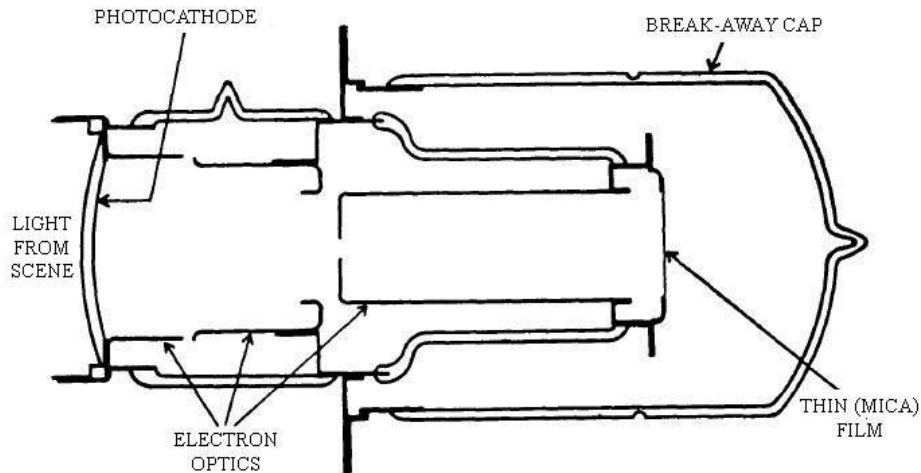 PHOTOCATHODE
BREAK-AWAY CAP
LIGHT
FROM
SCENE
THIN (MICA)
FILM
ELECTRON
OPTICS